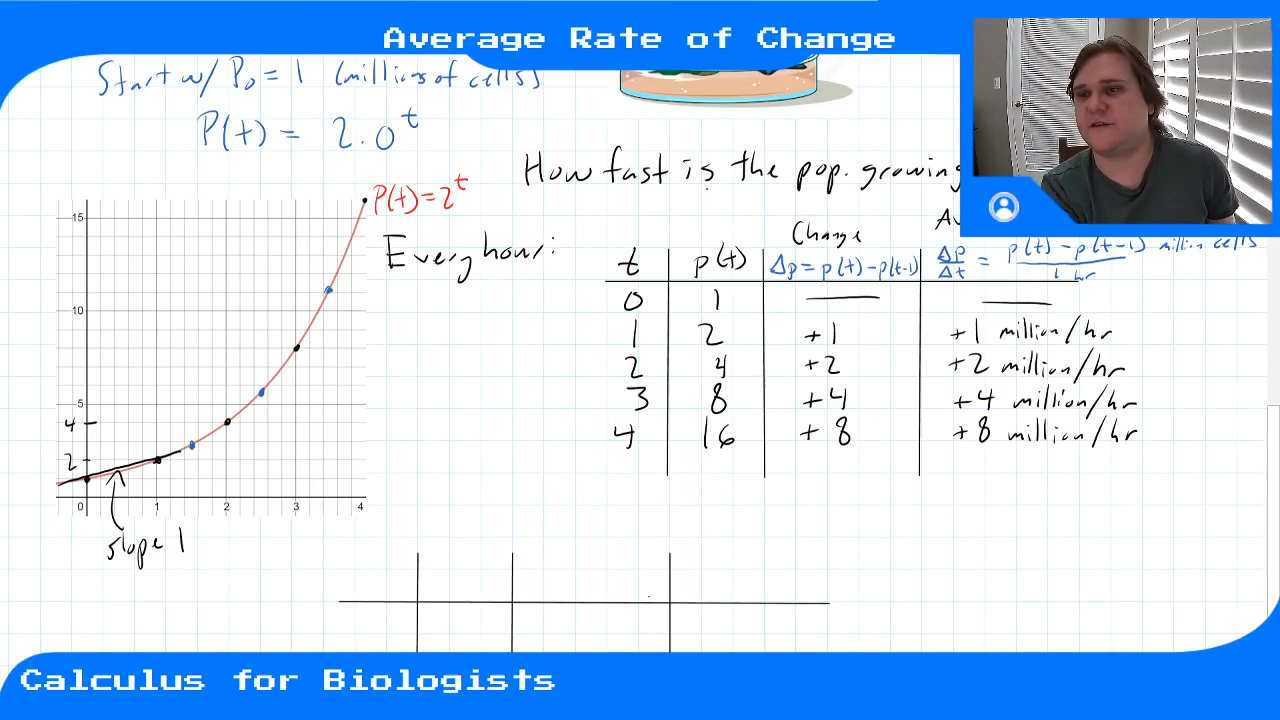 Average Rate of Change
Start w/ P₀ = 1 (millions of cells)
P(t) = 2.0^t
How fast is the pop. growing
P(t) = 2^t
Every hour:
Change
t p(t) Δp = p(t) - p(t-1) Δp/Δt = p(t) - p(t-1) / 1 hr million cells
0 1 — —
1 2 +1 +1 million/hr
2 4 +2 +2 million/hr
3 8 +4 +4 million/hr
4 16 +8 +8 million/hr
15
10
5
4
2
0 1 2 3 4
slope 1
Calculus for Biologists